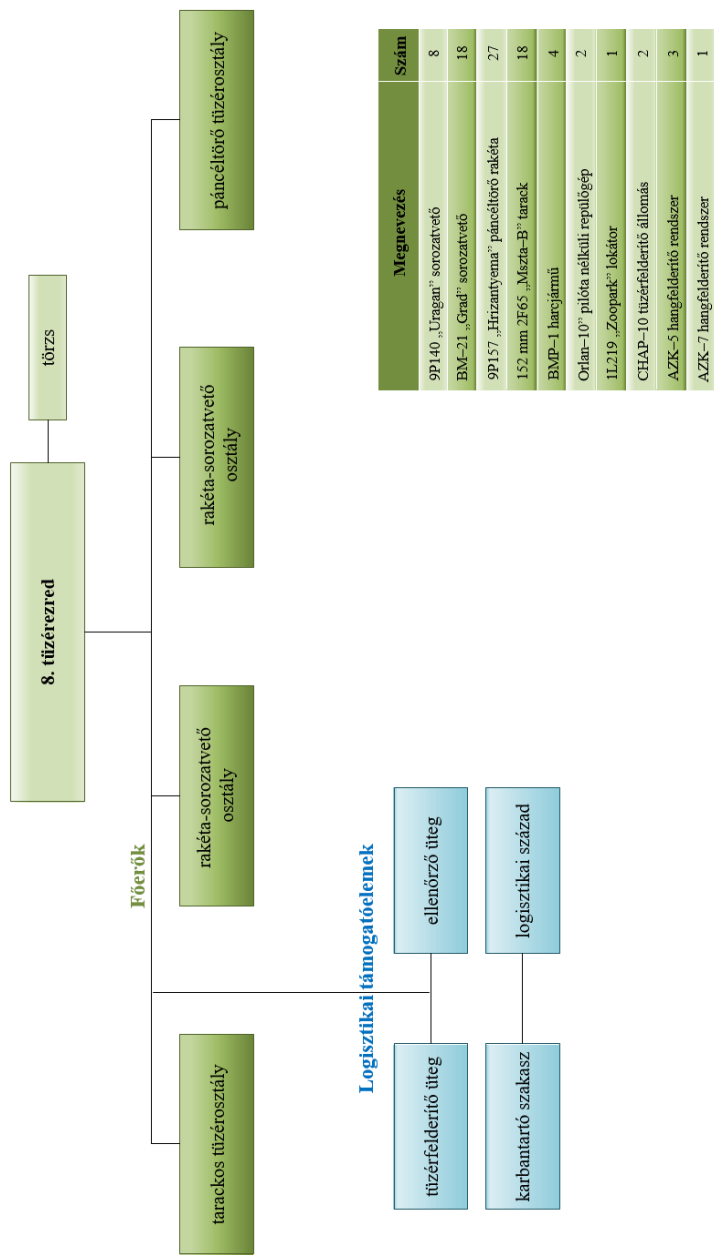 8. tüzérezred
törzs
Főerők
tarackos tüzérosztály
rakéta-sorozatvető
osztály
rakéta-sorozatvető
osztály
páncéltörő tüzérosztály
Logisztikai támogatóelemek
tüzérfelderítő üteg
ellenőrző üteg
karbantartó szakasz
logisztikai század
Megnevezés Szám
9P140 „Uragan” sorozatvető 8
BM–21 „Grad” sorozatvető 18
9P157 „Hrizantyema” páncéltörő rakéta 27
152 mm 2F65 „Mszta–B” tarack 18
BMP–1 harcjármű 4
Orlan–10” pilóta nélküli repülőgép 2
1L219 „Zoopark” lokátor 1
CHAP–10 tüzérfelderítő állomás 2
AZK–5 hangfelderítő rendszer 3
AZK–7 hangfelderítő rendszer 1